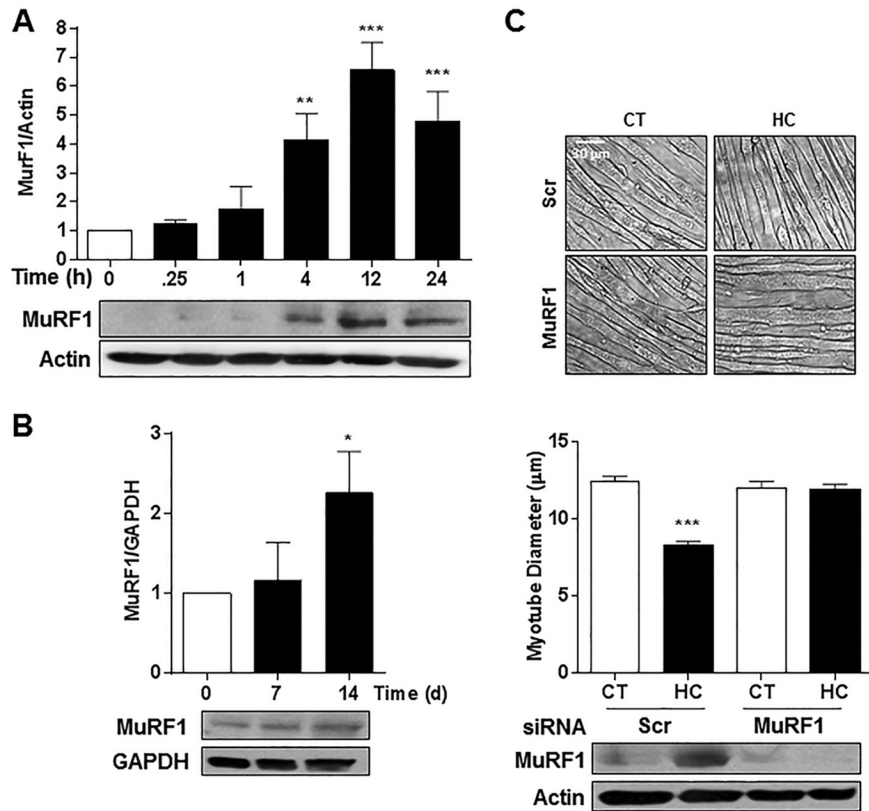 A
MurF1/Actin
8
7
6
5
4
3
2
1
0
**
***
***
Time (h) 0 .25 1 4 12 24
MuRF1
Actin
B
MuRF1/GAPDH
3
2
1
0
*
0 7 14 Time (d)
MuRF1
GAPDH
C
CT HC
Scr
30 µm
MuRF1
Myotube Diameter (µm)
15
10
5
0
***
CT HC CT HC
siRNA Scr MuRF1
MuRF1
Actin